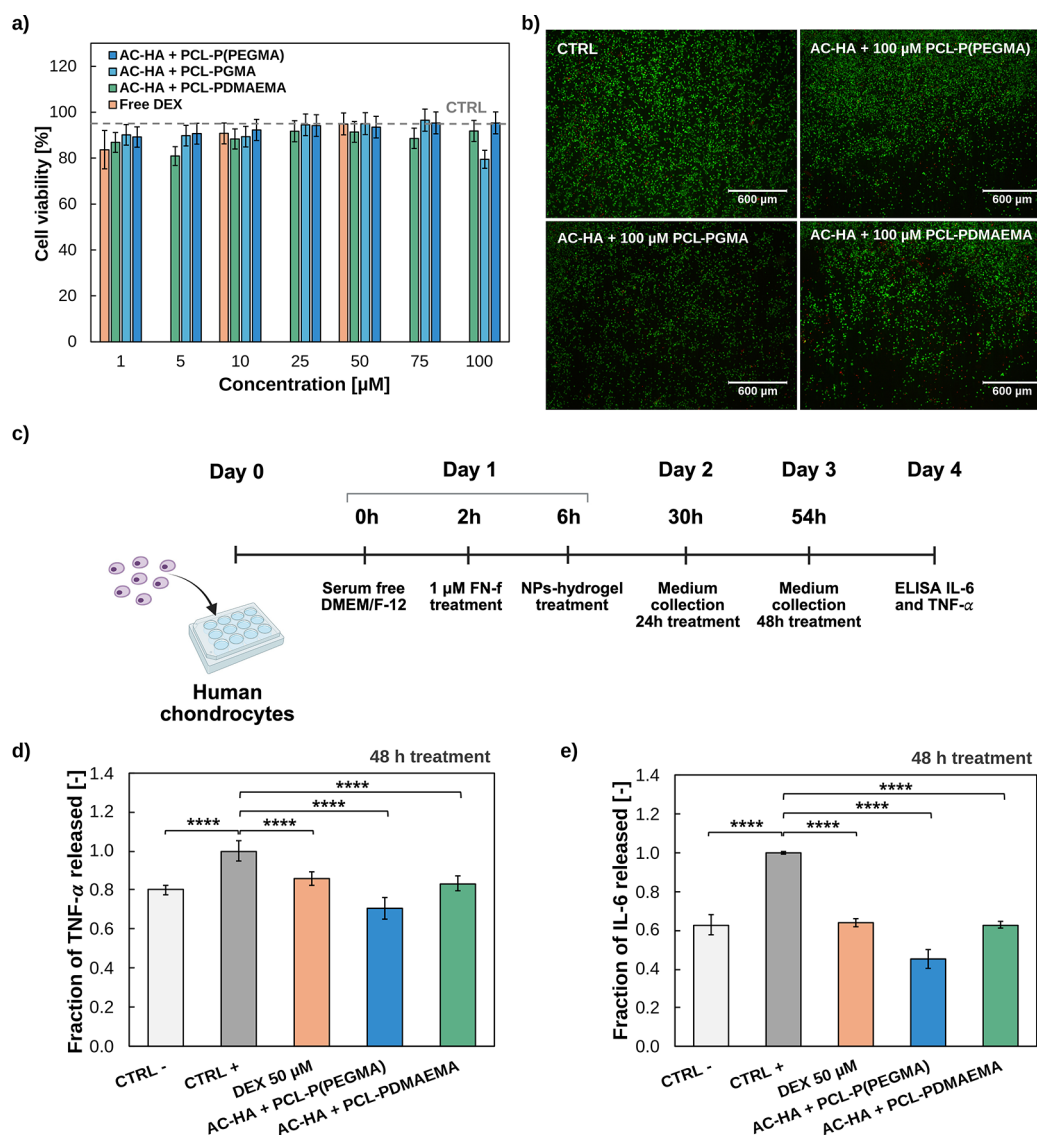 a)
120
100
80
60
40
20
0
Cell viability [%]
AC-HA + PCL-P(PEGMA)
AC-HA + PCL-PGMA
AC-HA + PCL-PDMAEMA
Free DEX
CTRL
1 5 10 25 50 75 100
Concentration [µM]
b)
CTRL
600 µm
AC-HA + 100 µM PCL-P(PEGMA)
600 µm
AC-HA + 100 µM PCL-PGMA
600 µm
AC-HA + 100 µM PCL-PDMAEMA
600 µm
c)
Day 0 Day 1 Day 2 Day 3 Day 4
0h 2h 6h 30h 54h
Serum free
DMEM/F-12
1 µM FN-f
treatment
NPs-hydrogel
treatment
Medium
collection
24h treatment
Medium
collection
48h treatment
ELISA IL-6
and TNF-α
Human
chondrocytes
d)
48 h treatment
Fraction of TNF-α released [-]
1.4
1.2
1.0
0.8
0.6
0.4
0.2
0.0
****
****
****
****
CTRL -
CTRL +
DEX 50 µM
AC-HA + PCL-P(PEGMA)
AC-HA + PCL-PDMAEMA
e)
48 h treatment
Fraction of IL-6 released [-]
1.4
1.2
1.0
0.8
0.6
0.4
0.2
0.0
****
****
****
****
CTRL -
CTRL +
DEX 50 µM
AC-HA + PCL-P(PEGMA)
AC-HA + PCL-PDMAEMA